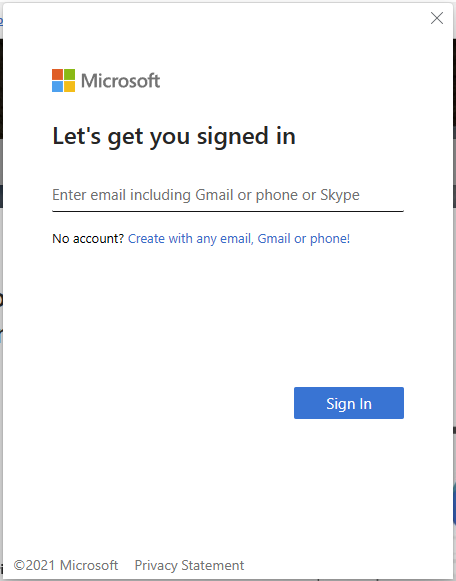 Microsoft
Let's get you signed in
Enter email including Gmail or phone or Skype
No account? Create with any email, Gmail or phone!
Sign In
©2021 Microsoft Privacy Statement